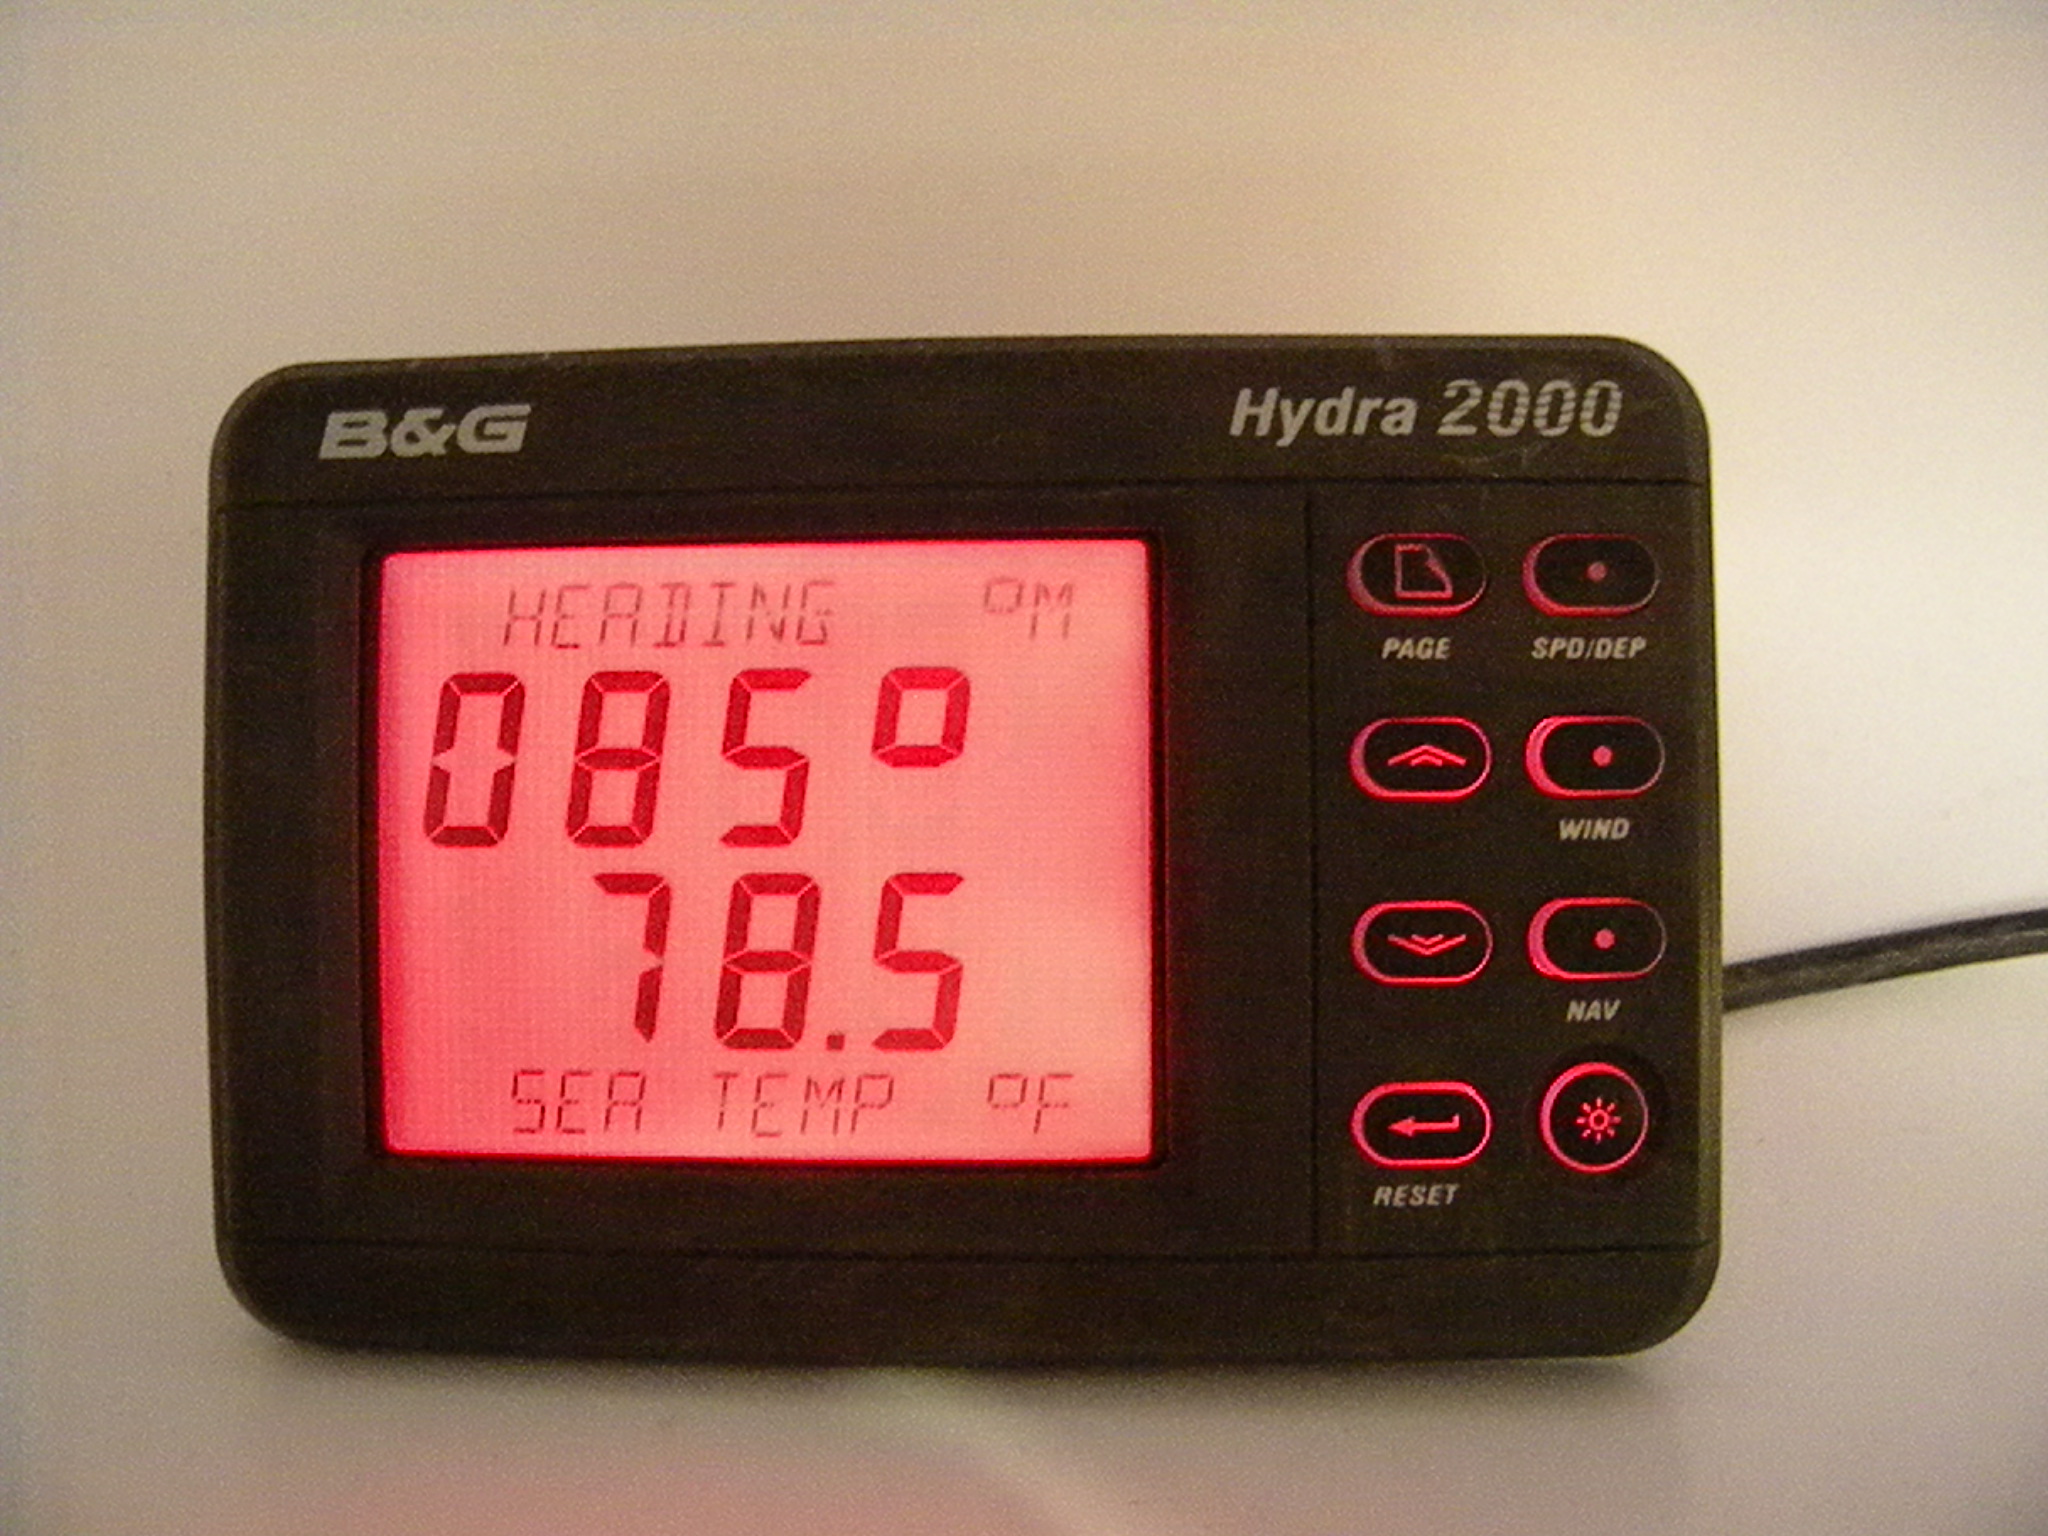 B&G
Hydra 2000
HEADING °M
085°
78.5
SEA TEMP °F
PAGE
SPD/DEP
WIND
NAV
RESET